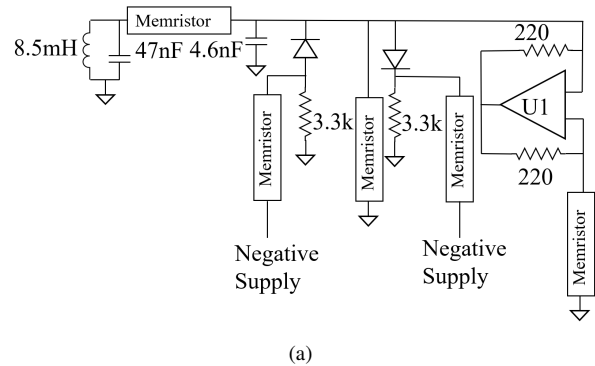 Memristor
8.5mH
47nF
4.6nF
Memristor
3.3k
Memristor
3.3k
Memristor
220
U1
220
Memristor
Negative
Supply
Negative
Supply
(a)